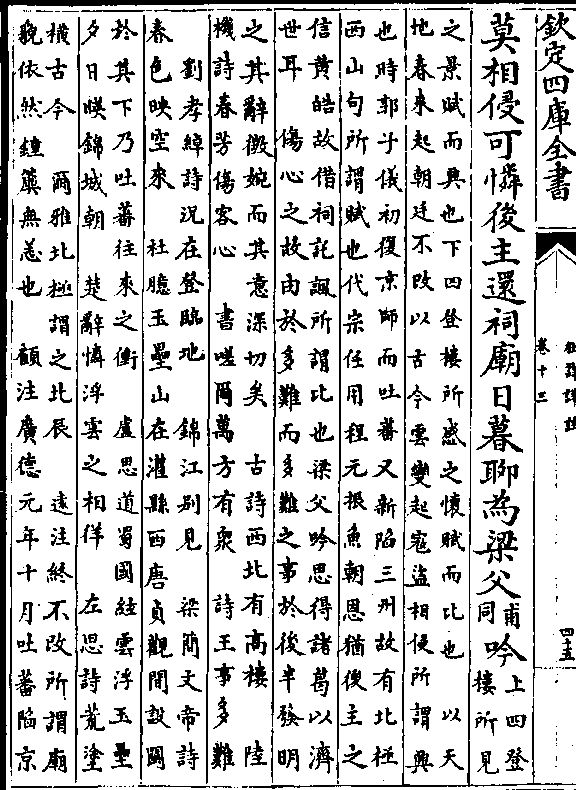 欽定四庫全書
杜詩詳註
卷十三
四十五
莫相侵可憐後主還祠廟日暮聊為梁父甫同吟上四登
樓所見
之景賦而興也下四登樓所感之懷賦而比也　以天
地春來起朝廷不改以古今雲變起寇盜相侵所謂興
也時郭子儀初復京師而吐蕃又新陷三州故有北極
西山句所謂賦也代宗任用程元振魚朝恩猶後主之
信黃皓故借祠託諷所謂比也梁父吟思得諸葛以濟
世耳　傷心之故由於多難而多難之事於後半發明
之其辭微婉而其意深切矣　古詩西北有高樓　陸
機詩春芳傷客心　書嗟爾萬方有衆　詩王事多難
劉孝綽詩況在登臨地　錦江别見　梁簡文帝詩
春色映空來　杜臆玉壘山在灌縣西唐貞觀間設關
於其下乃吐蕃往來之衝　盧思道蜀國絃雲浮玉壘
夕日暎錦城朝　楚辭憐浮雲之相佯　左思詩荒塗
橫古今　爾雅北極謂之北辰　遠注終不改所謂廟
貌依然鍾簴無恙也　顧注廣德元年十月吐蕃陷京